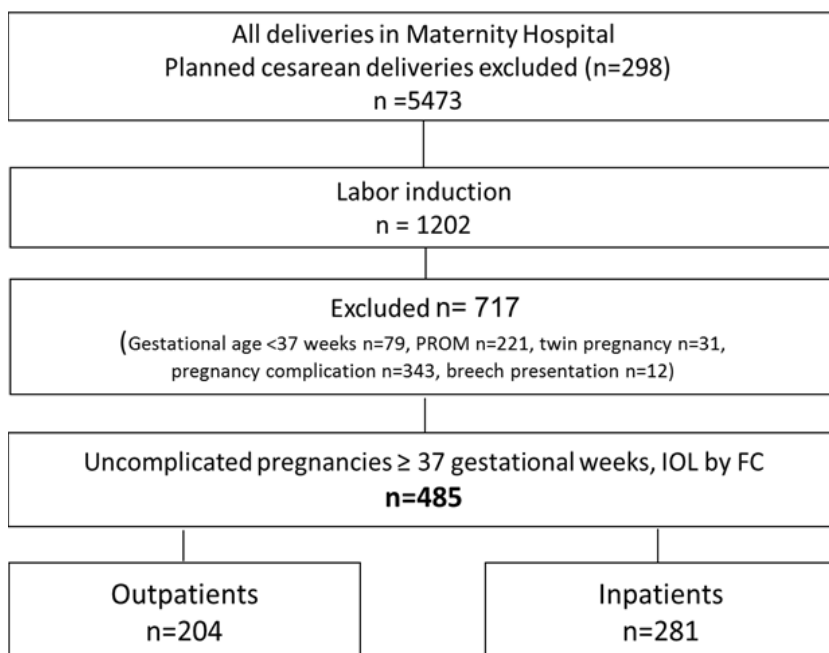 All deliveries in Maternity Hospital
Planned cesarean deliveries excluded (n=298)
n =5473
Labor induction
n = 1202
Excluded n= 717
(Gestational age <37 weeks n=79, PROM n=221, twin pregnancy n=31,
pregnancy complication n=343, breech presentation n=12)
Uncomplicated pregnancies ≥ 37 gestational weeks, IOL by FC
n=485
Outpatients
n=204
Inpatients
n=281